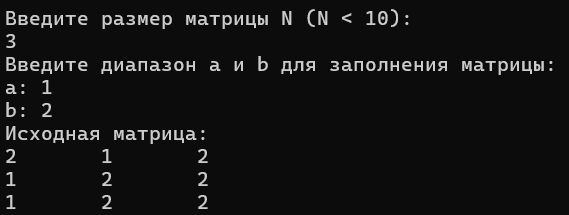 Введите размер матрицы N (N < 10):
3
Введите диапазон a и b для заполнения матрицы:
a: 1
b: 2
Исходная матрица:
2 1 2
1 2 2
1 2 2